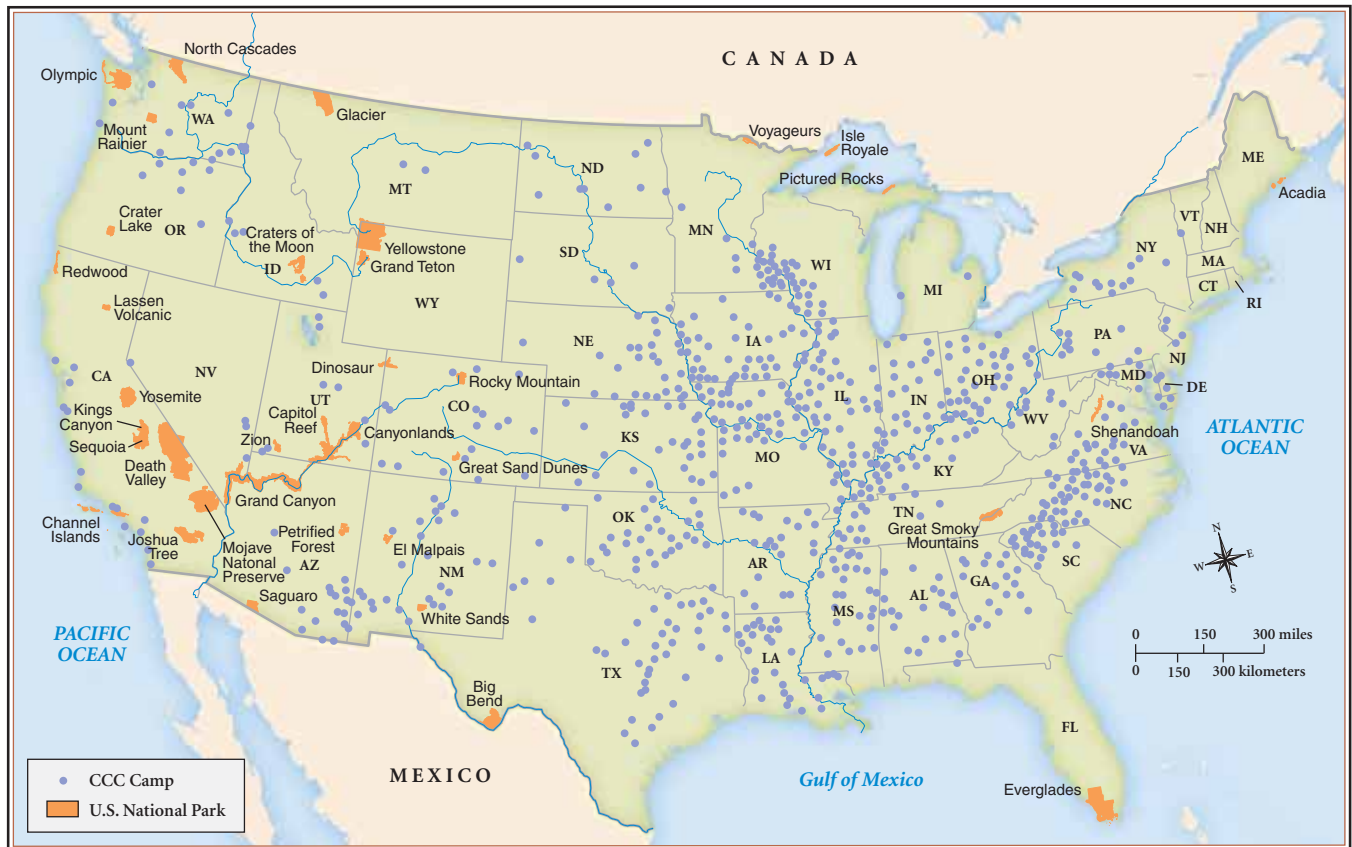 CANADA
North Cascades
Olympic
WA
Mount
Rainier
Glacier
Voyageurs
Isle
Royale
Pictured Rocks
ME
Acadia
MT
ND
MN
VT
NH
NY
MA
CT
RI
Crater
Lake
OR
Craters of
the Moon
ID
Yellowstone
Grand Teton
SD
WI
MI
Redwood
Lassen
Volcanic
WY
NE
IA
PA
NJ
MD
DE
CA
NV
Dinosaur
Rocky Mountain
UT
CO
Yosemite
Kings
Canyon
Sequoia
Death
Valley
Zion
Capitol
Reef
Canyonlands
Great Sand Dunes
Grand Canyon
KS
MO
IL
IN
OH
WV
Shenandoah
VA
KY
ATLANTIC
OCEAN
Channel
Islands
Joshua
Tree
Mojave
Natonal
Preserve
Petrified
Forest
AZ
El Malpais
NM
Saguaro
White Sands
OK
AR
TN
Great Smoky
Mountains
NC
SC
GA
AL
MS
LA
TX
Big
Bend
FL
Everglades
PACIFIC
OCEAN
MEXICO
Gulf of Mexico
N
E
W
S
0 150 300 miles
0 150 300 kilometers
CCC Camp
U.S. National Park